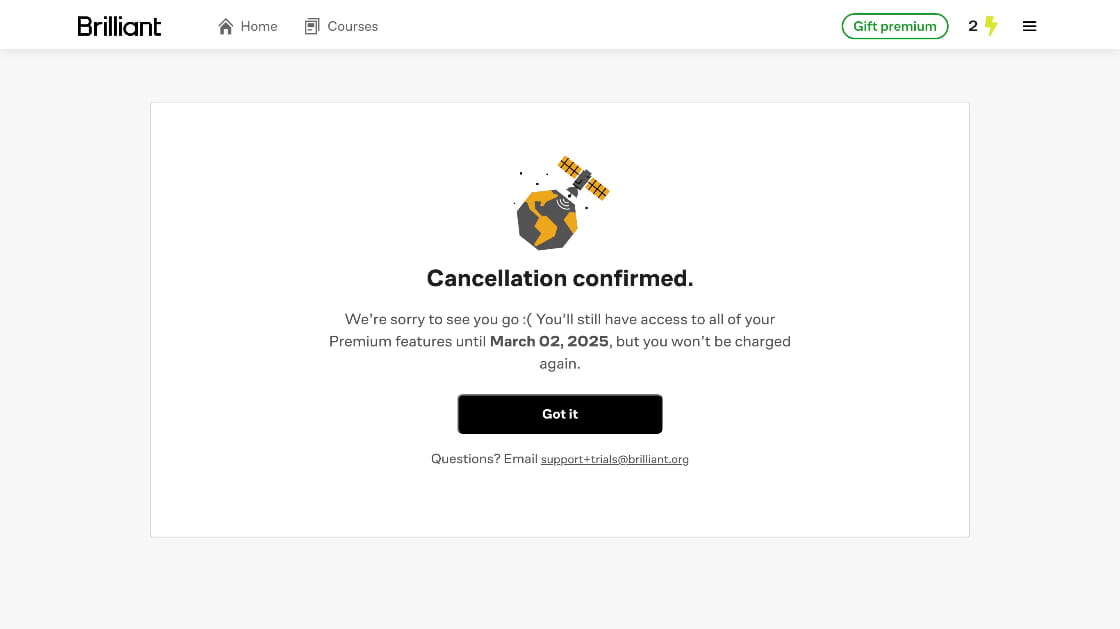 Brilliant
Home
Courses
Gift premium
2
Cancellation confirmed.
We're sorry to see you go :( You'll still have access to all of your
Premium features until March 02, 2025, but you won't be charged
again.
Got it
Questions? Email support+trials@brilliant.org